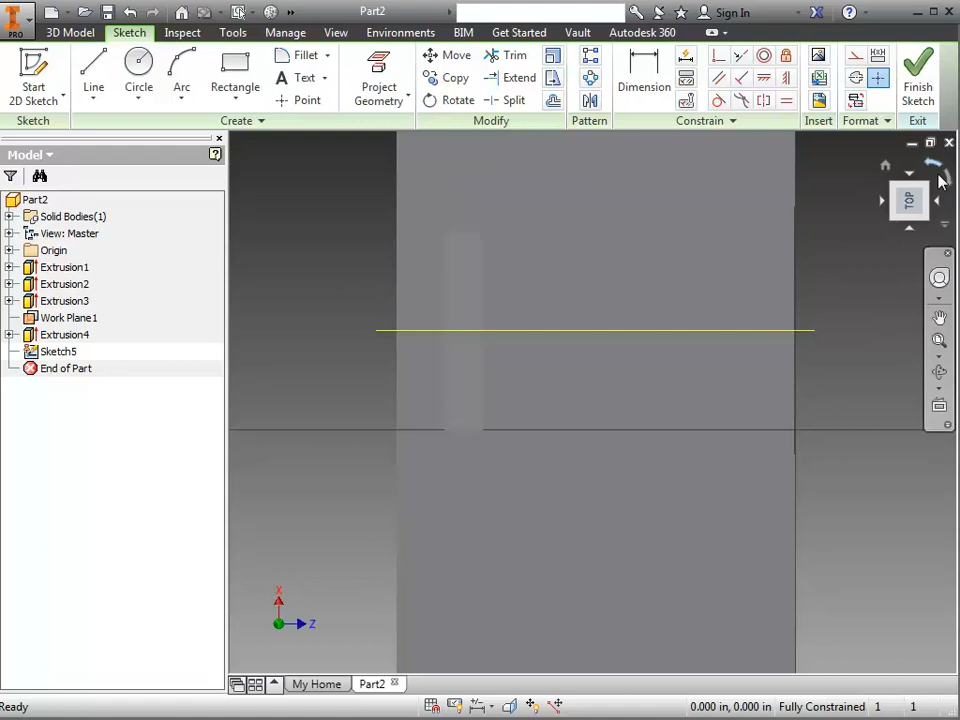 Part2
Sign In
PRO
3D Model
Sketch
Inspect
Tools
Manage
View
Environments
BIM
Get Started
Vault
Autodesk 360
Start
2D Sketch
Line
Circle
Arc
Rectangle
Fillet
Text
Point
Project
Geometry
Move
Copy
Rotate
Trim
Extend
Split
Dimension
Finish
Sketch
Sketch
Create
Modify
Pattern
Constrain
Insert
Format
Exit
Model
Part2
Solid Bodies(1)
View: Master
Origin
Extrusion1
Extrusion2
Extrusion3
Work Plane1
Extrusion4
Sketch5
End of Part
TOP
X
Z
My Home
Part2
Ready
0.000 in, 0.000 in
Fully Constrained
1
1